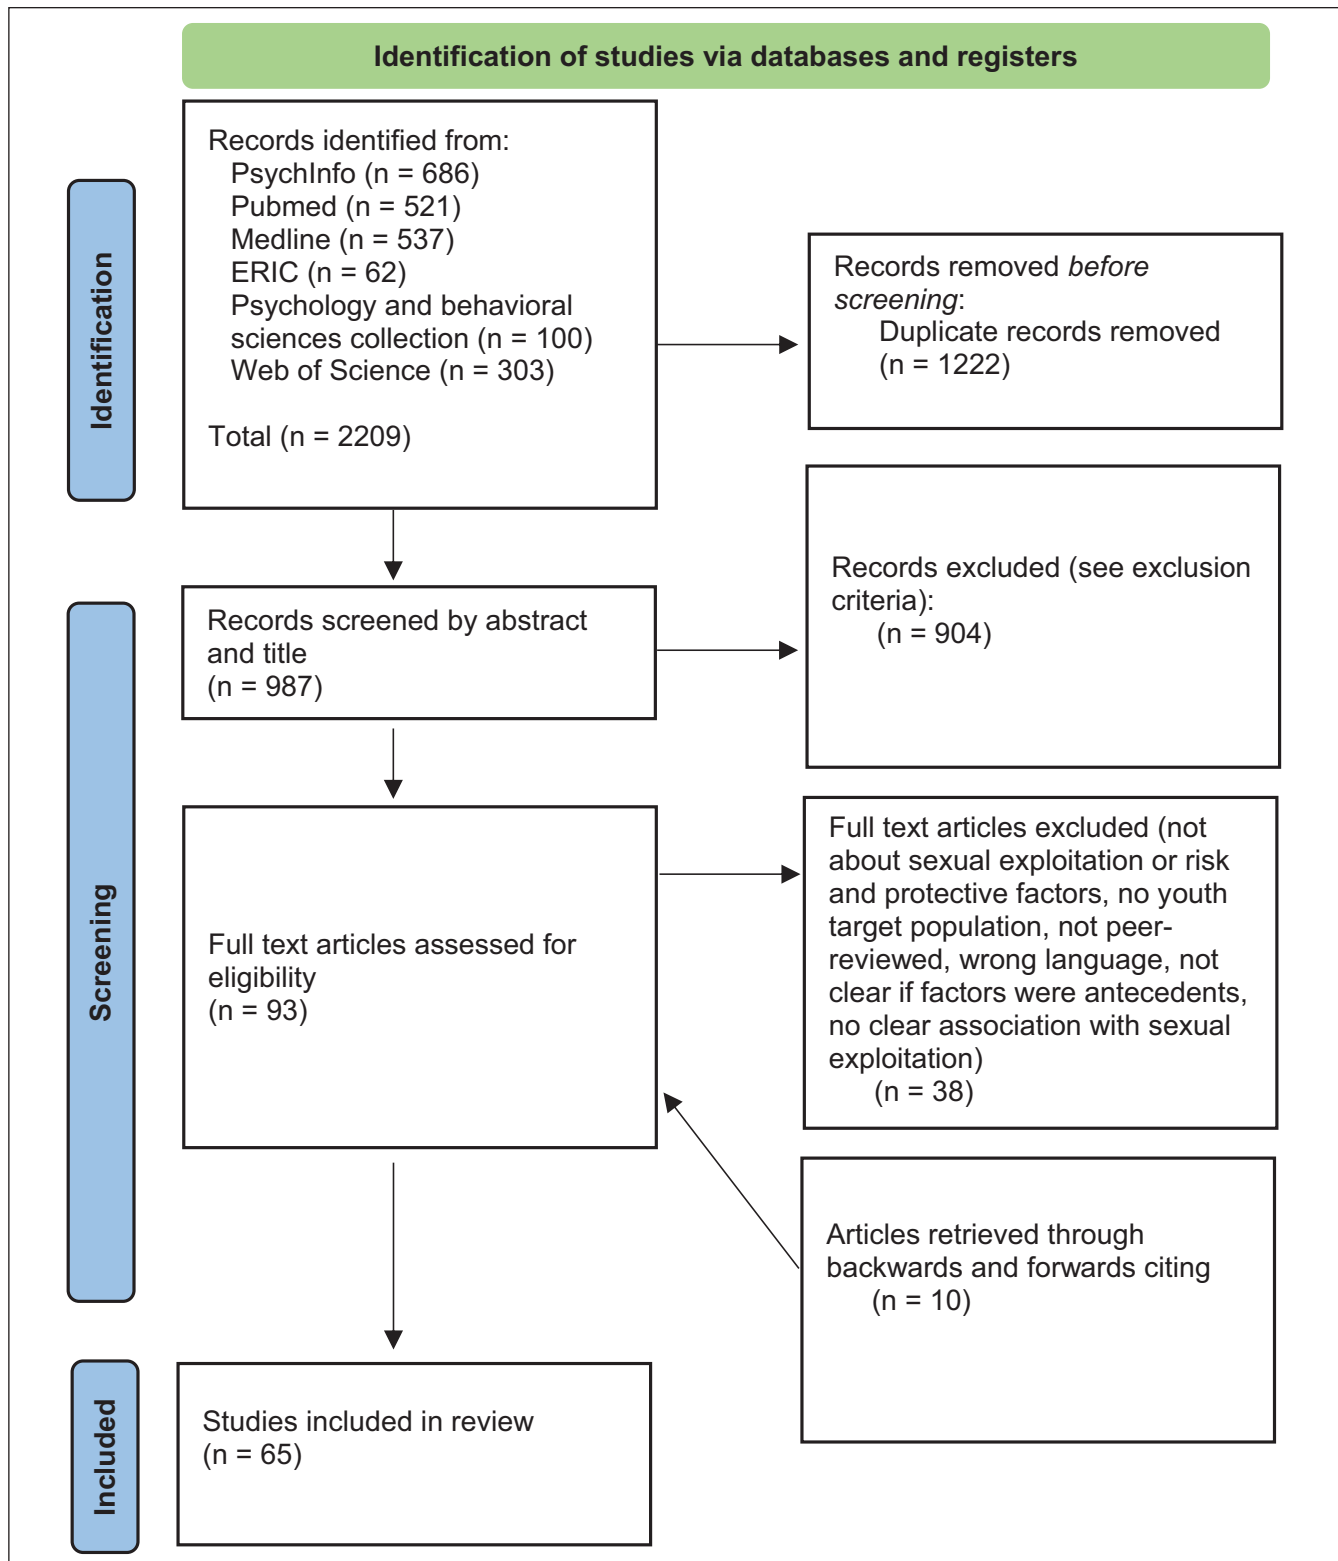 Identification of studies via databases and registers
Identification
Records identified from:
PsychInfo (n = 686)
Pubmed (n = 521)
Medline (n = 537)
ERIC (n = 62)
Psychology and behavioral
sciences collection (n = 100)
Web of Science (n = 303)
Total (n = 2209)
Records removed before
screening:
Duplicate records removed
(n = 1222)
Screening
Records screened by abstract
and title
(n = 987)
Records excluded (see exclusion
criteria):
(n = 904)
Full text articles assessed for
eligibility
(n = 93)
Full text articles excluded (not
about sexual exploitation or risk
and protective factors, no youth
target population, not peer-
reviewed, wrong language, not
clear if factors were antecedents,
no clear association with sexual
exploitation)
(n = 38)
Articles retrieved through
backwards and forwards citing
(n = 10)
Included
Studies included in review
(n = 65)